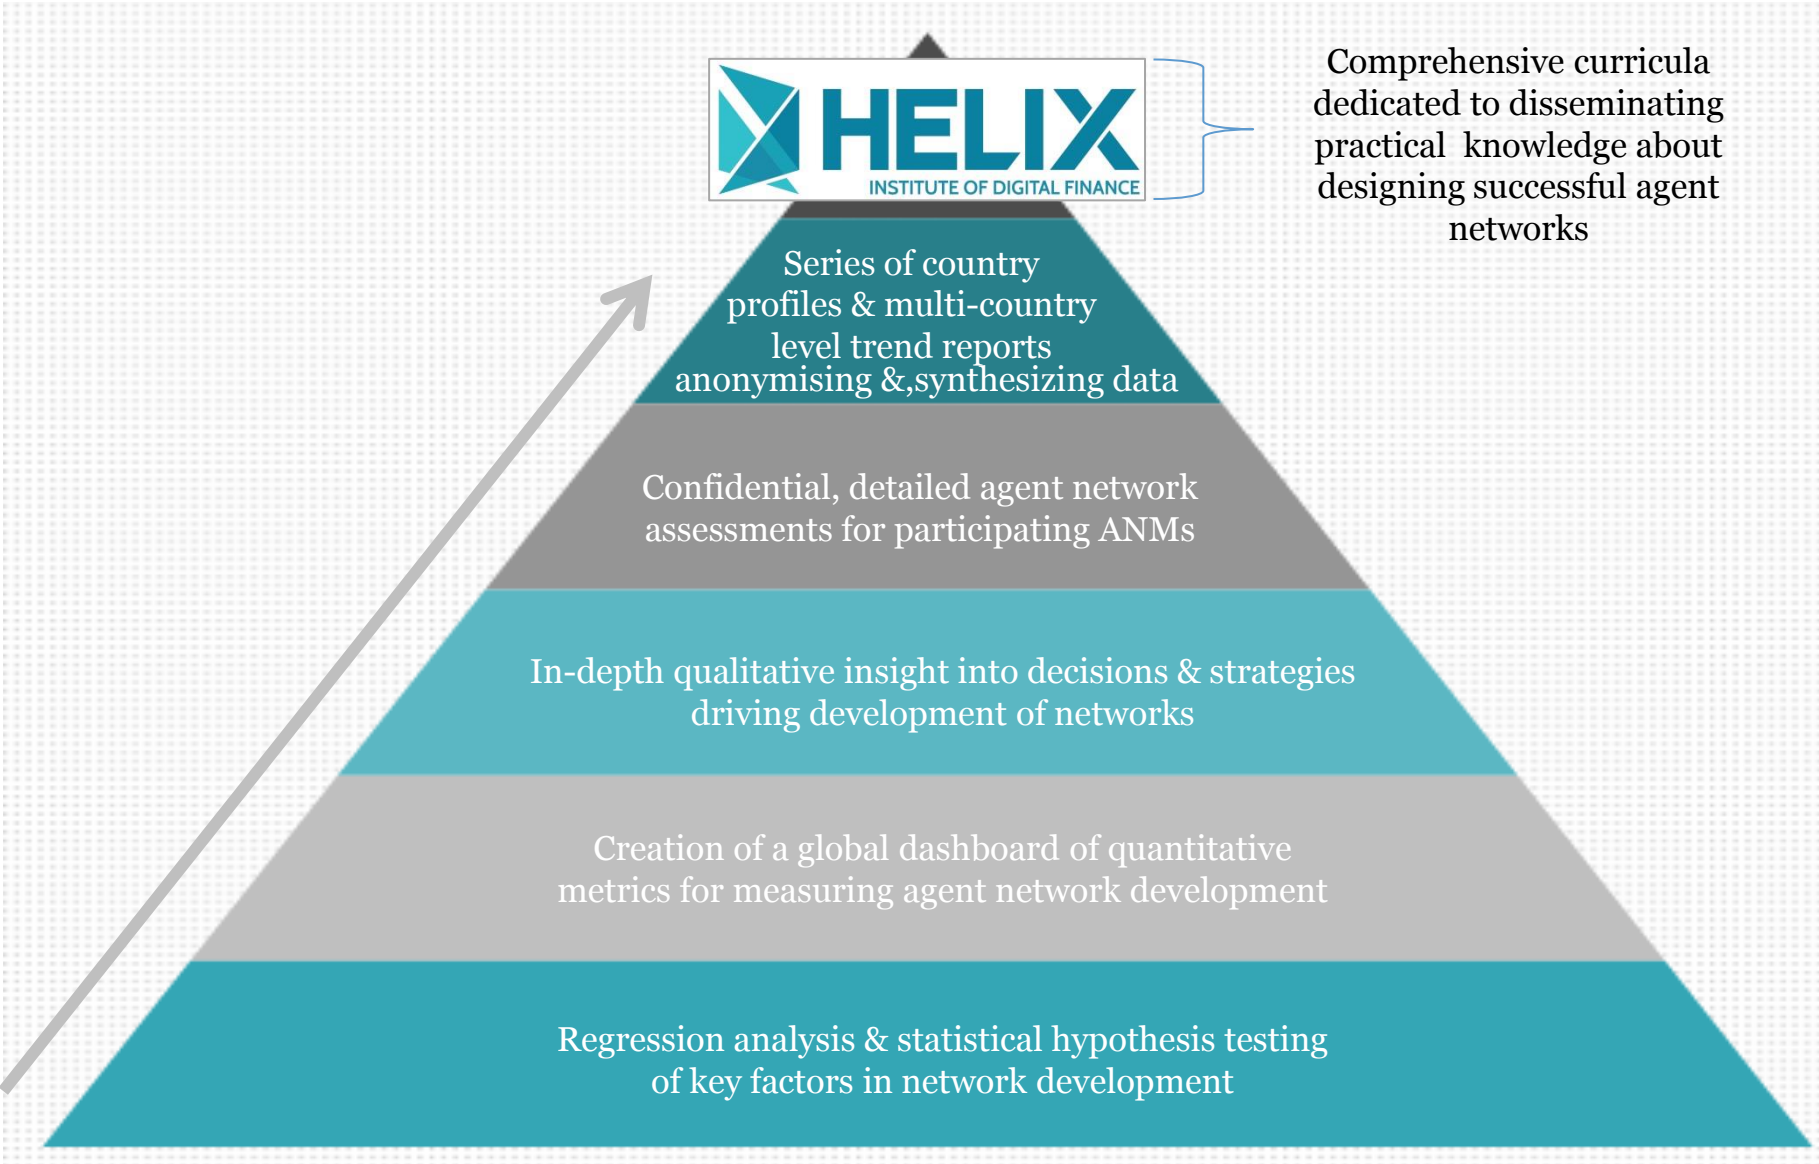 HELIX
INSTITUTE OF DIGITAL FINANCE
Comprehensive curricula
dedicated to disseminating
practical  knowledge about
designing successful agent
networks
Series of country
profiles & multi-country
level trend reports
anonymising &,synthesizing data
Confidential, detailed agent network
assessments for participating ANMs
In-depth qualitative insight into decisions & strategies
driving development of networks
Creation of a global dashboard of quantitative
metrics for measuring agent network development
Regression analysis & statistical hypothesis testing
of key factors in network development